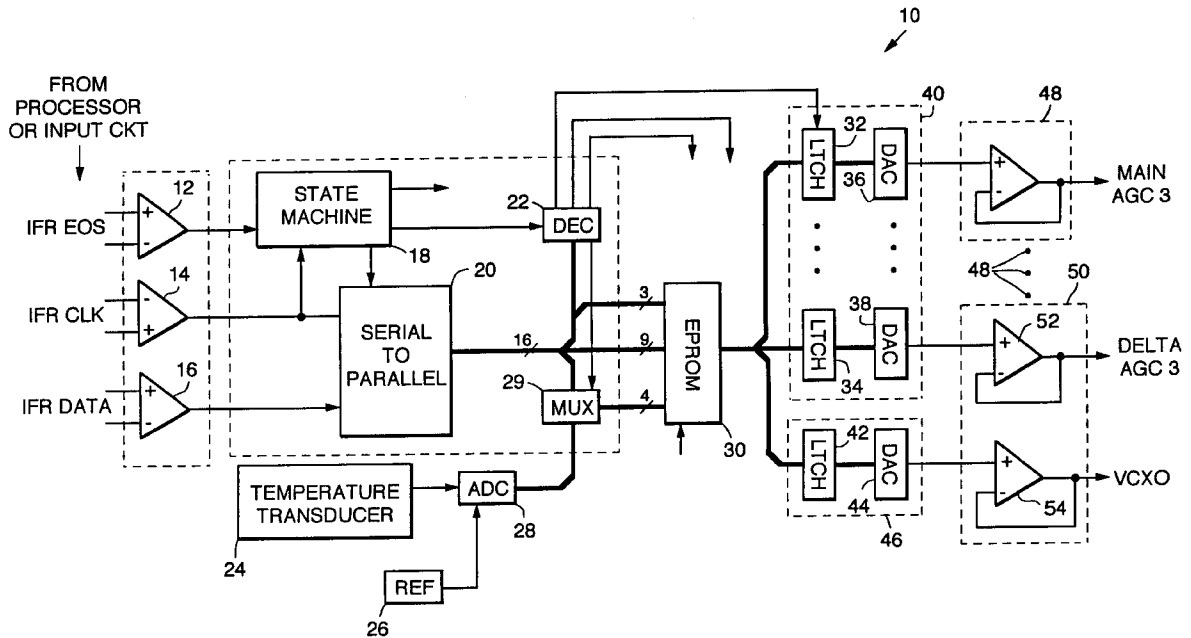 10
FROM
PROCESSOR
OR INPUT CKT
IFR EOS
+
-
12
STATE
MACHINE
18
22
DEC
LTCH
32
DAC
36
40
+
-
48
MAIN
AGC 3
IFR CLK
-
+
14
20
SERIAL
TO
PARALLEL
16
3
9
4
EPROM
30
LTCH
34
38
DAC
48
50
+
-
52
DELTA
AGC 3
IFR DATA
+
-
16
29
MUX
TEMPERATURE
TRANSDUCER
24
ADC
28
REF
26
LTCH
42
DAC
44
46
+
-
54
VCXO